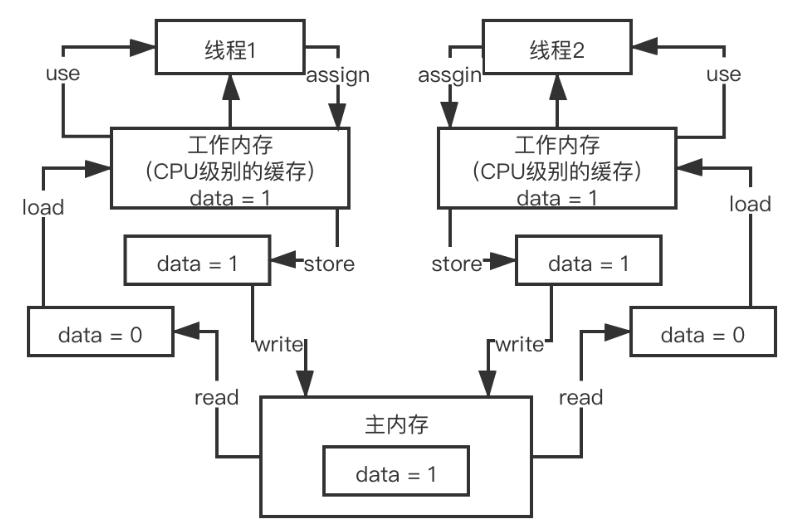 线程1
线程2
use
assign
assgin
use
工作内存
（CPU级别的缓存）
data = 1
工作内存
（CPU级别的缓存）
data = 1
load
load
data = 1
store
store
data = 1
data = 0
write
write
data = 0
read
read
主内存
data = 1